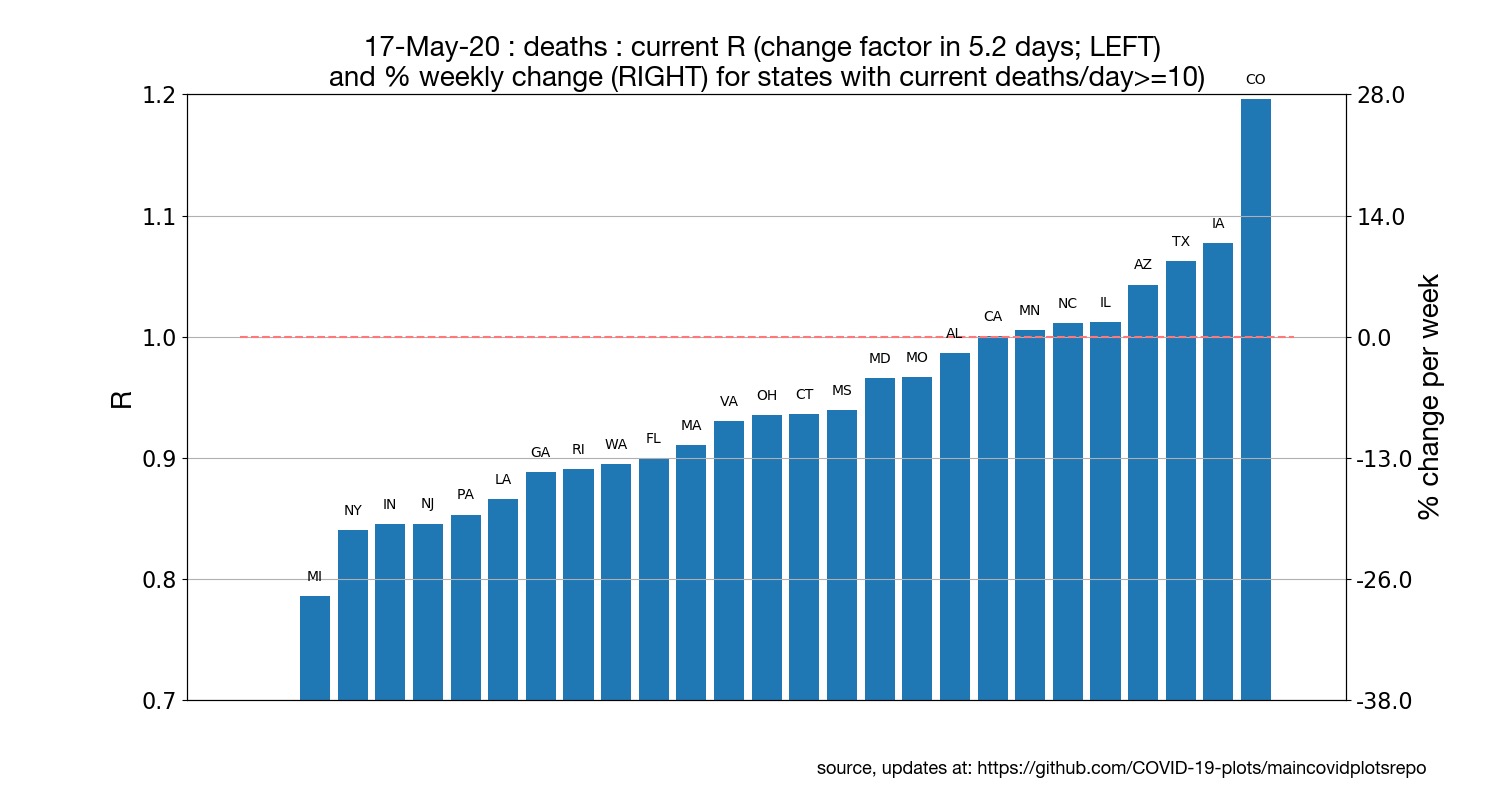 17-May-20 : deaths : current R (change factor in 5.2 days; LEFT)
and % weekly change (RIGHT) for states with current deaths/day>=10)
CO
1.2
28.0
IA
1.1
14.0
TX
AZ
IL
NC
MN
CA
AL
1.0
0.0
MO
MD
MS
CT
OH
VA
R
% change per week
MA
FL
WA
RI
GA
0.9
-13.0
LA
PA
NJ
IN
NY
MI
0.8
-26.0
0.7
-38.0
source, updates at: https://github.com/COVID-19-plots/maincovidplotsrepo